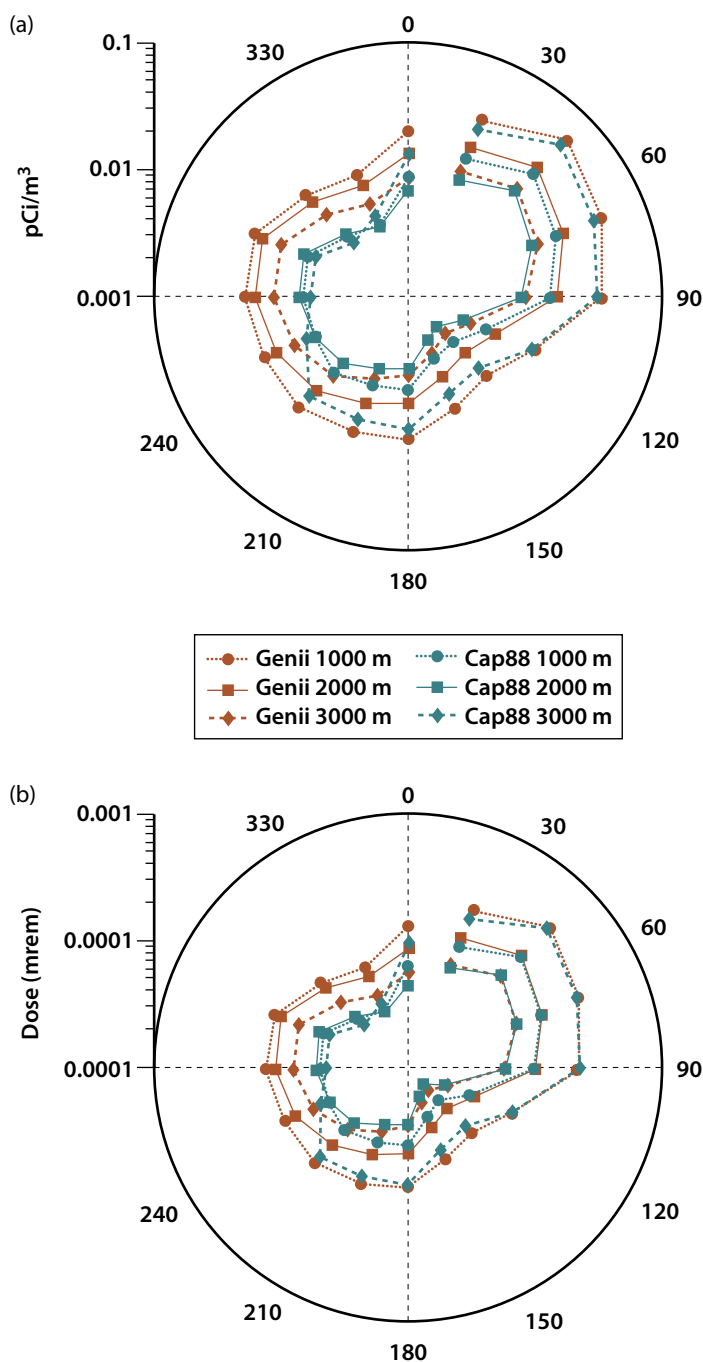 (a)
0
330
30
0.1
60
pCi/m³
0.01
0.001
90
240
120
210
150
180
Genii 1000 m
Cap88 1000 m
Genii 2000 m
Cap88 2000 m
Genii 3000 m
Cap88 3000 m
(b)
0
330
30
0.001
60
Dose (mrem)
0.0001
0.0001
90
240
120
210
150
180